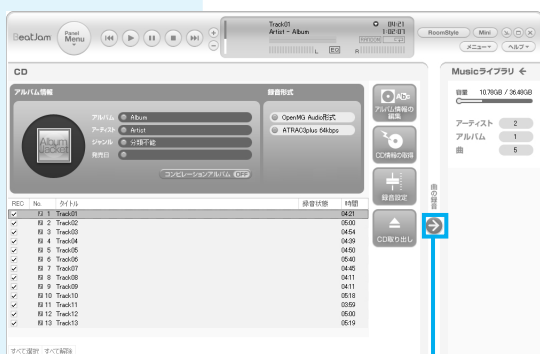 BeatJam
Panel
Menu
Track01
Artist - Album
04:21
1:02:07
RANDOM
L
EQ
R
RoomStyle
Mini
メニュー
ヘルプ
CD
アルバム情報
アルバム
Album
アーティスト
Artist
ジャンル
分類不能
発売日
コンピレーションアルバム OFF
Album
Jacket
録音形式
OpenMG Audio形式
ATRAC3plus 64kbps
アルバム情報の
編集
CD情報の取得
録音設定
CD取り出し
曲の録音
Musicライブラリ
容量 10.78GB / 36.48GB
アーティスト 2
アルバム 1
曲 5
REC No. タイトル 録音状態 時間
1 Track01 04:21
2 Track02 05:00
3 Track03 04:54
4 Track04 04:39
5 Track05 04:50
6 Track06 05:40
7 Track07 04:45
8 Track08 04:11
9 Track09 04:11
10 Track10 05:18
11 Track11 03:59
12 Track12 05:00
13 Track13 05:19
すべて選択 すべて解除